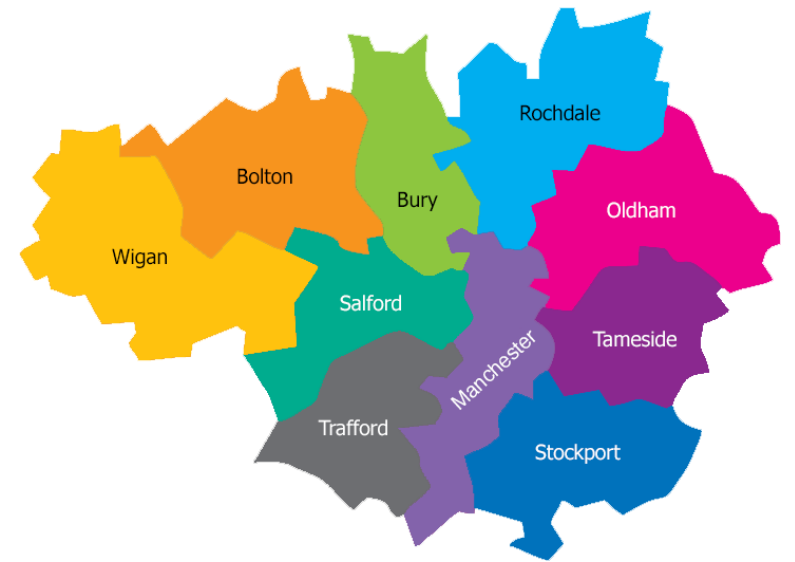 Rochdale
Bolton
Bury
Oldham
Wigan
Salford
Tameside
Manchester
Trafford
Stockport